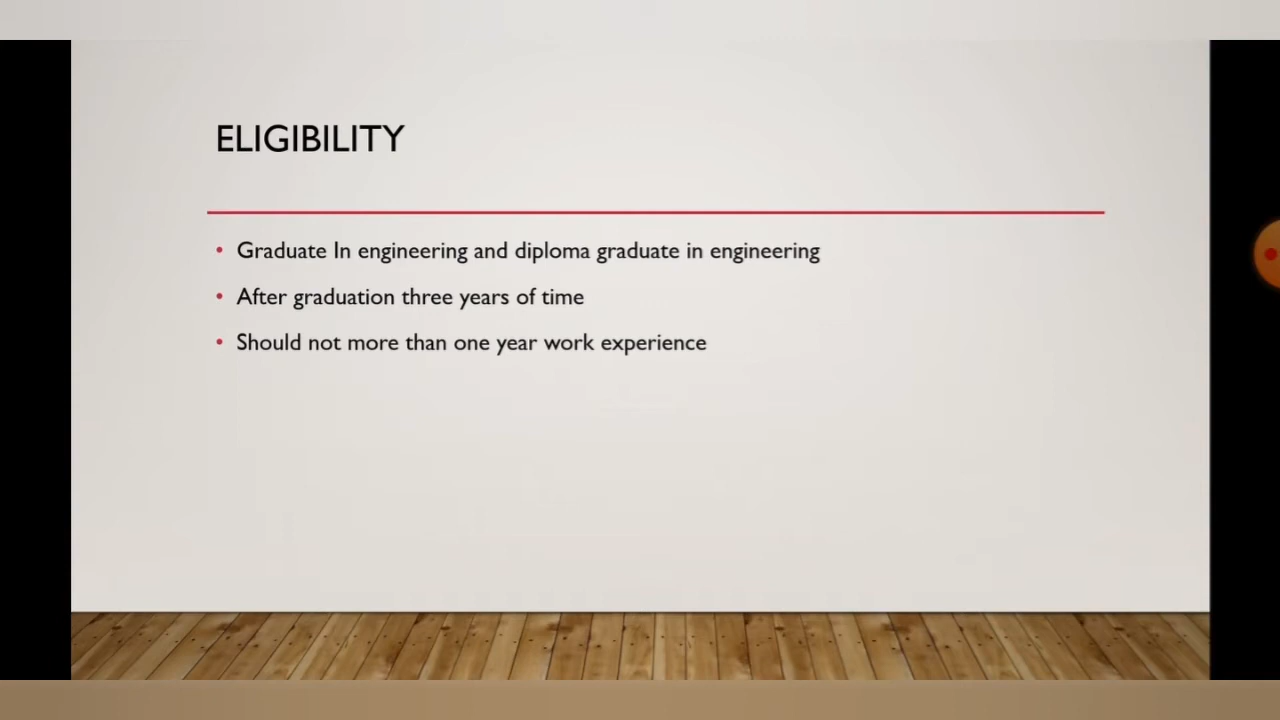 ELIGIBILITY
• Graduate In engineering and diploma graduate in engineering
• After graduation three years of time
• Should not more than one year work experience